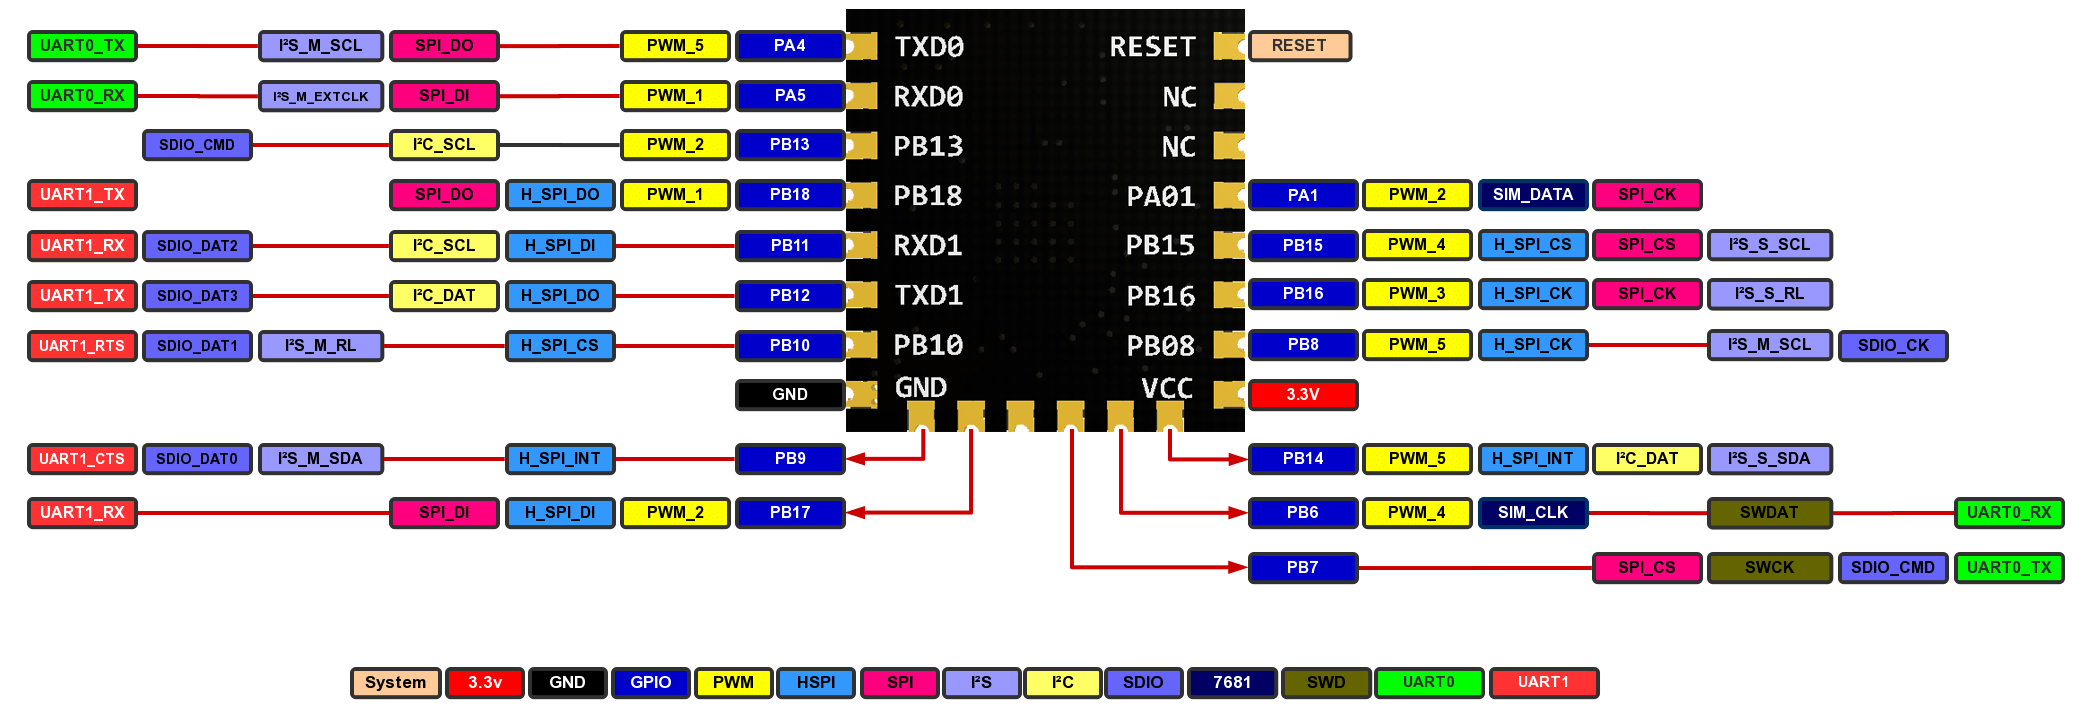 UART0_TX I²S_M_SCL SPI_DO PWM_5 PA4 TXD0 RESET RESET
UART0_RX I²S_M_EXTCLK SPI_DI PWM_1 PA5 RXD0 NC
SDIO_CMD I²C_SCL PWM_2 PB13 PB13 NC
UART1_TX SPI_DO H_SPI_DO PWM_1 PB18 PB18 PA01 PA1 PWM_2 SIM_DATA SPI_CK
UART1_RX SDIO_DAT2 I²C_SCL H_SPI_DI PB11 RXD1 PB15 PB15 PWM_4 H_SPI_CS SPI_CS I²S_S_SCL
UART1_TX SDIO_DAT3 I²C_DAT H_SPI_DO PB12 TXD1 PB16 PB16 PWM_3 H_SPI_CK SPI_CK I²S_S_RL
UART1_RTS SDIO_DAT1 I²S_M_RL H_SPI_CS PB10 PB10 PB08 PB8 PWM_5 H_SPI_CK I²S_M_SCL SDIO_CK
GND GND VCC 3.3V
UART1_CTS SDIO_DAT0 I²S_M_SDA H_SPI_INT PB9 PB14 PWM_5 H_SPI_INT I²C_DAT I²S_S_SDA
UART1_RX SPI_DI H_SPI_DI PWM_2 PB17 PB6 PWM_4 SIM_CLK SWDAT UART0_RX
PB7 SPI_CS SWCK SDIO_CMD UART0_TX
System 3.3v GND GPIO PWM HSPI SPI I²S I²C SDIO 7681 SWD UART0 UART1